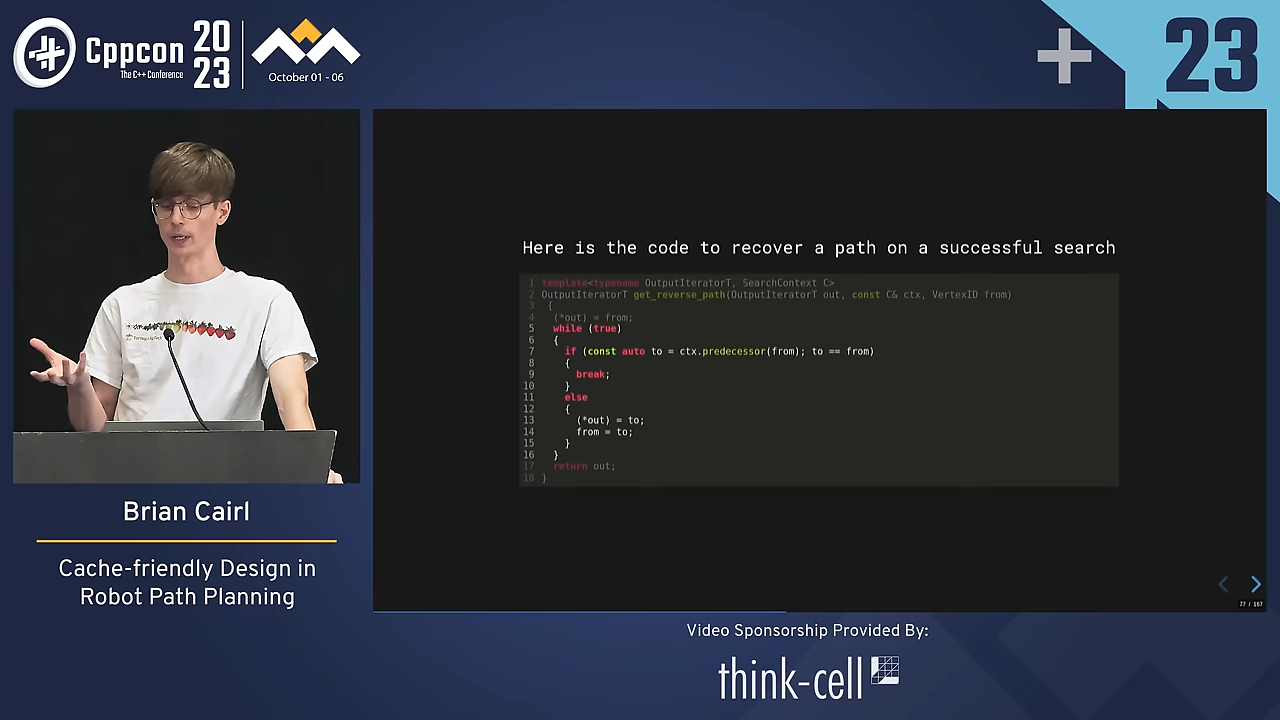 Cppcon
The C++ Conference
20
23
October 01 - 06
23
Here is the code to recover a path on a successful search
1 template<typename OutputIteratorT, SearchContext C>
2 OutputIteratorT get_reverse_path(OutputIteratorT out, const C& ctx, VertexID from)
3 {
4 (*out) = from;
5 while (true)
6 {
7 if (const auto to = ctx.predecessor(from); to == from)
8 {
9 break;
10 }
11 else
12 {
13 (*out) = to;
14 from = to;
15 }
16 }
17 return out;
18 }
77 / 167
Brian Cairl
Cache-friendly Design in
Robot Path Planning
Video Sponsorship Provided By:
think-cell